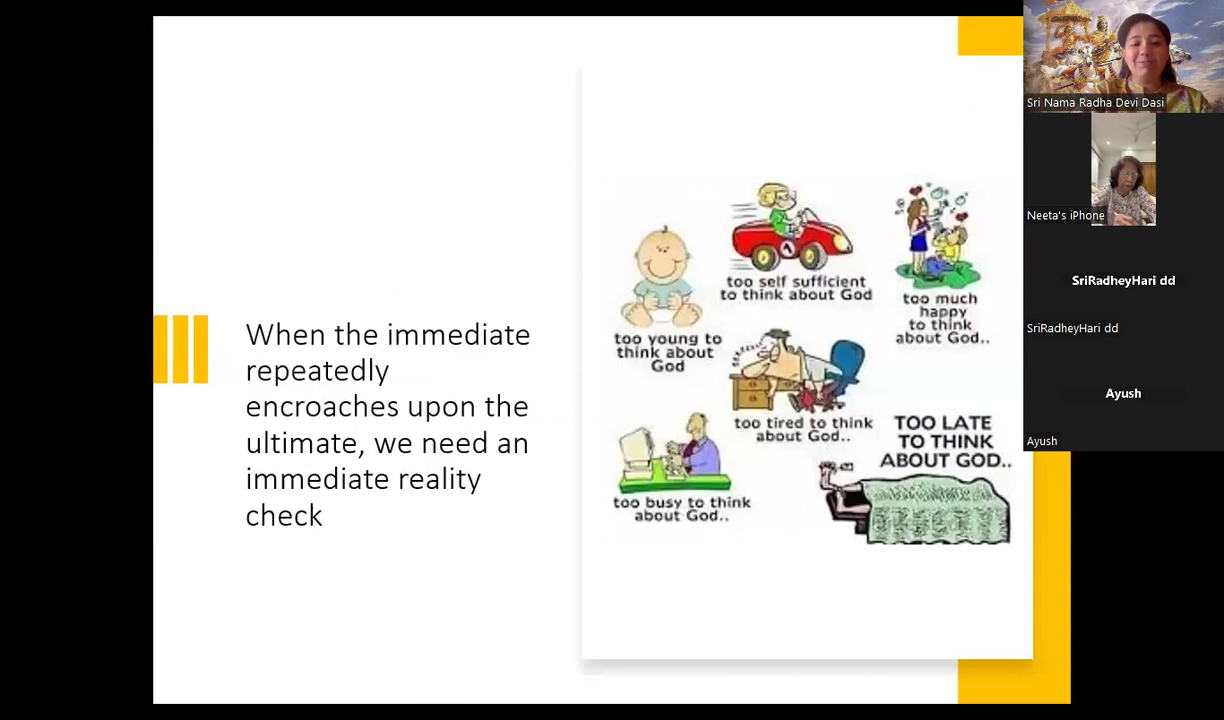 When the immediate
repeatedly
encroaches upon the
ultimate, we need an
immediate reality
check
too young to
think about
God
too self sufficient
to think about God
too much
happy
to think
about God..
too tired to think
about God..
too busy to think
about God..
TOO LATE
TO THINK
ABOUT GOD..
Sri Nama Radha Devi Dasi
Neeta's iPhone
SriRadheyHari dd
SriRadheyHari dd
Ayush
Ayush